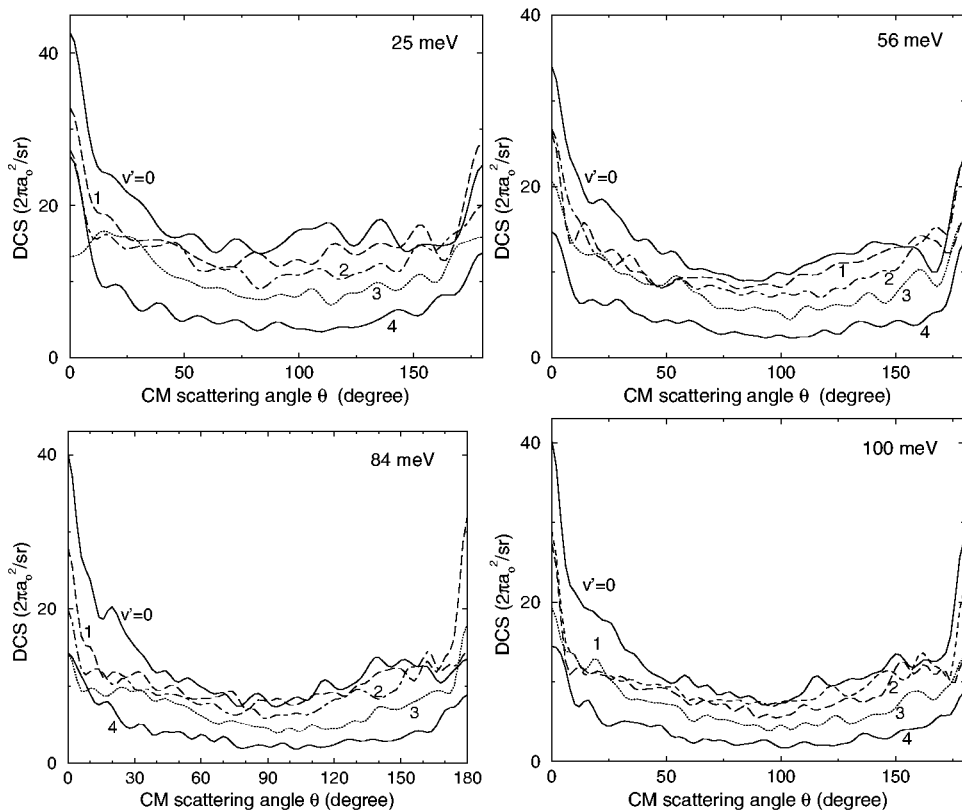 25 meV
DCS (2πaₒ²/sr)
40
20
0
v'=0
1
2
3
4
0 50 100 150
CM scattering angle θ (degree)
56 meV
DCS (2πaₒ²/sr)
40
20
0
v'=0
1
2
3
4
0 50 100 150
CM scattering angle θ (degree)
84 meV
DCS (2πaₒ²/sr)
40
20
0
v'=0
1
2
3
4
0 30 60 90 120 150 180
CM scattering angle θ (degree)
100 meV
DCS (2πaₒ²/sr)
40
20
0
v'=0
1
2
3
4
0 50 100 150
CM scattering angle θ (degree)